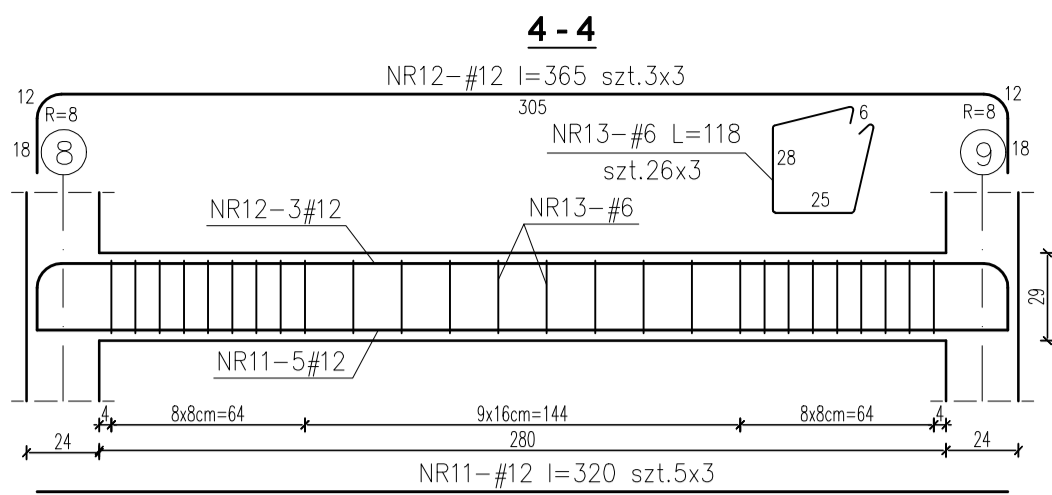 4 - 4
NR12-#12 l=365 szt.3x3
12
R=8
305
R=8
12
18
8
NR13-#6 L=118
szt.26x3
28
25
6
9
18
NR12-3#12
NR13-#6
29
NR11-5#12
4
8x8cm=64
9x16cm=144
8x8cm=64
4
24
280
24
NR11-#12 l=320 szt.5x3